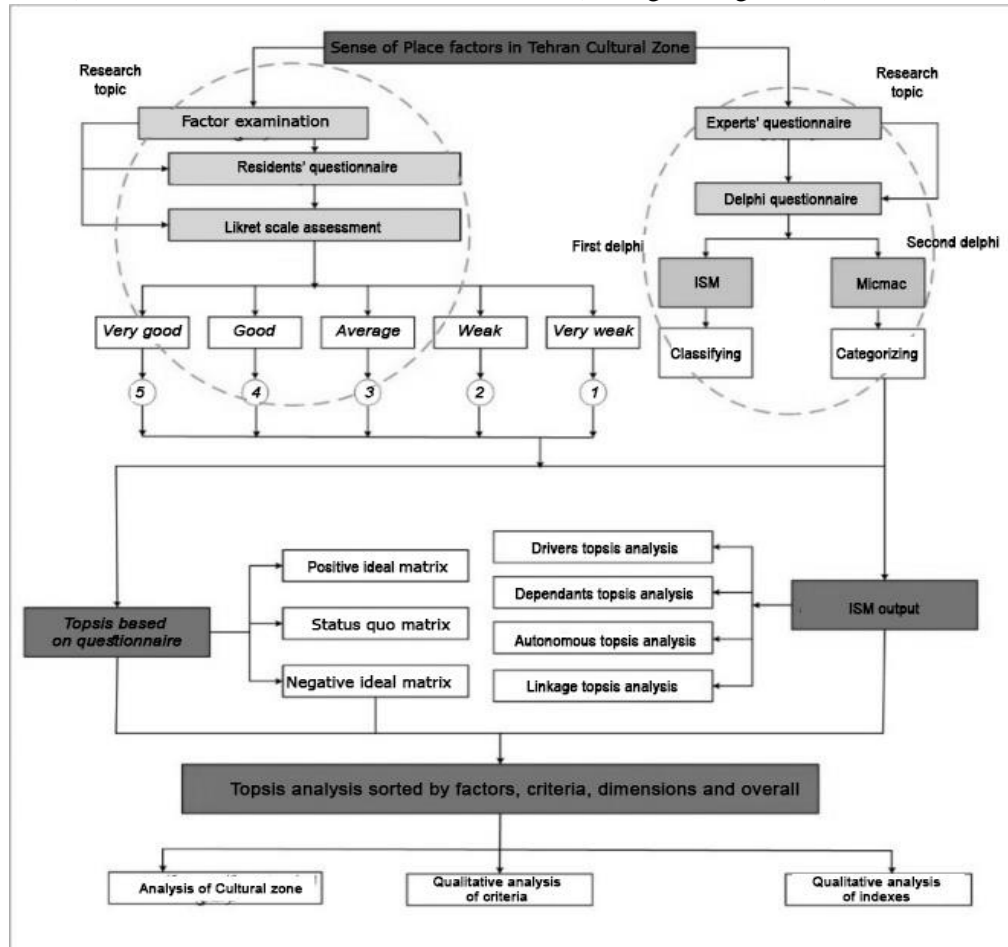 Sense of Place factors in Tehran Cultural Zone
Research
topic
Research
topic
Factor examination
Experts' questionnaire
Residents' questionnaire
Delphi questionnaire
Likret scale assessment
First delphi
Second delphi
ISM
Micmac
Very good
Good
Average
Weak
Very weak
Classifying
Categorizing
5
4
3
2
1
Drivers topsis analysis
Positive ideal matrix
Dependants topsis analysis
Topsis based
on questionnaire
Status quo matrix
ISM output
Autonomous topsis analysis
Negative ideal matrix
Linkage topsis analysis
Topsis analysis sorted by factors, criteria, dimensions and overall
Analysis of Cultural zone
Qualitative analysis
of criteria
Qualitative analysis
of indexes